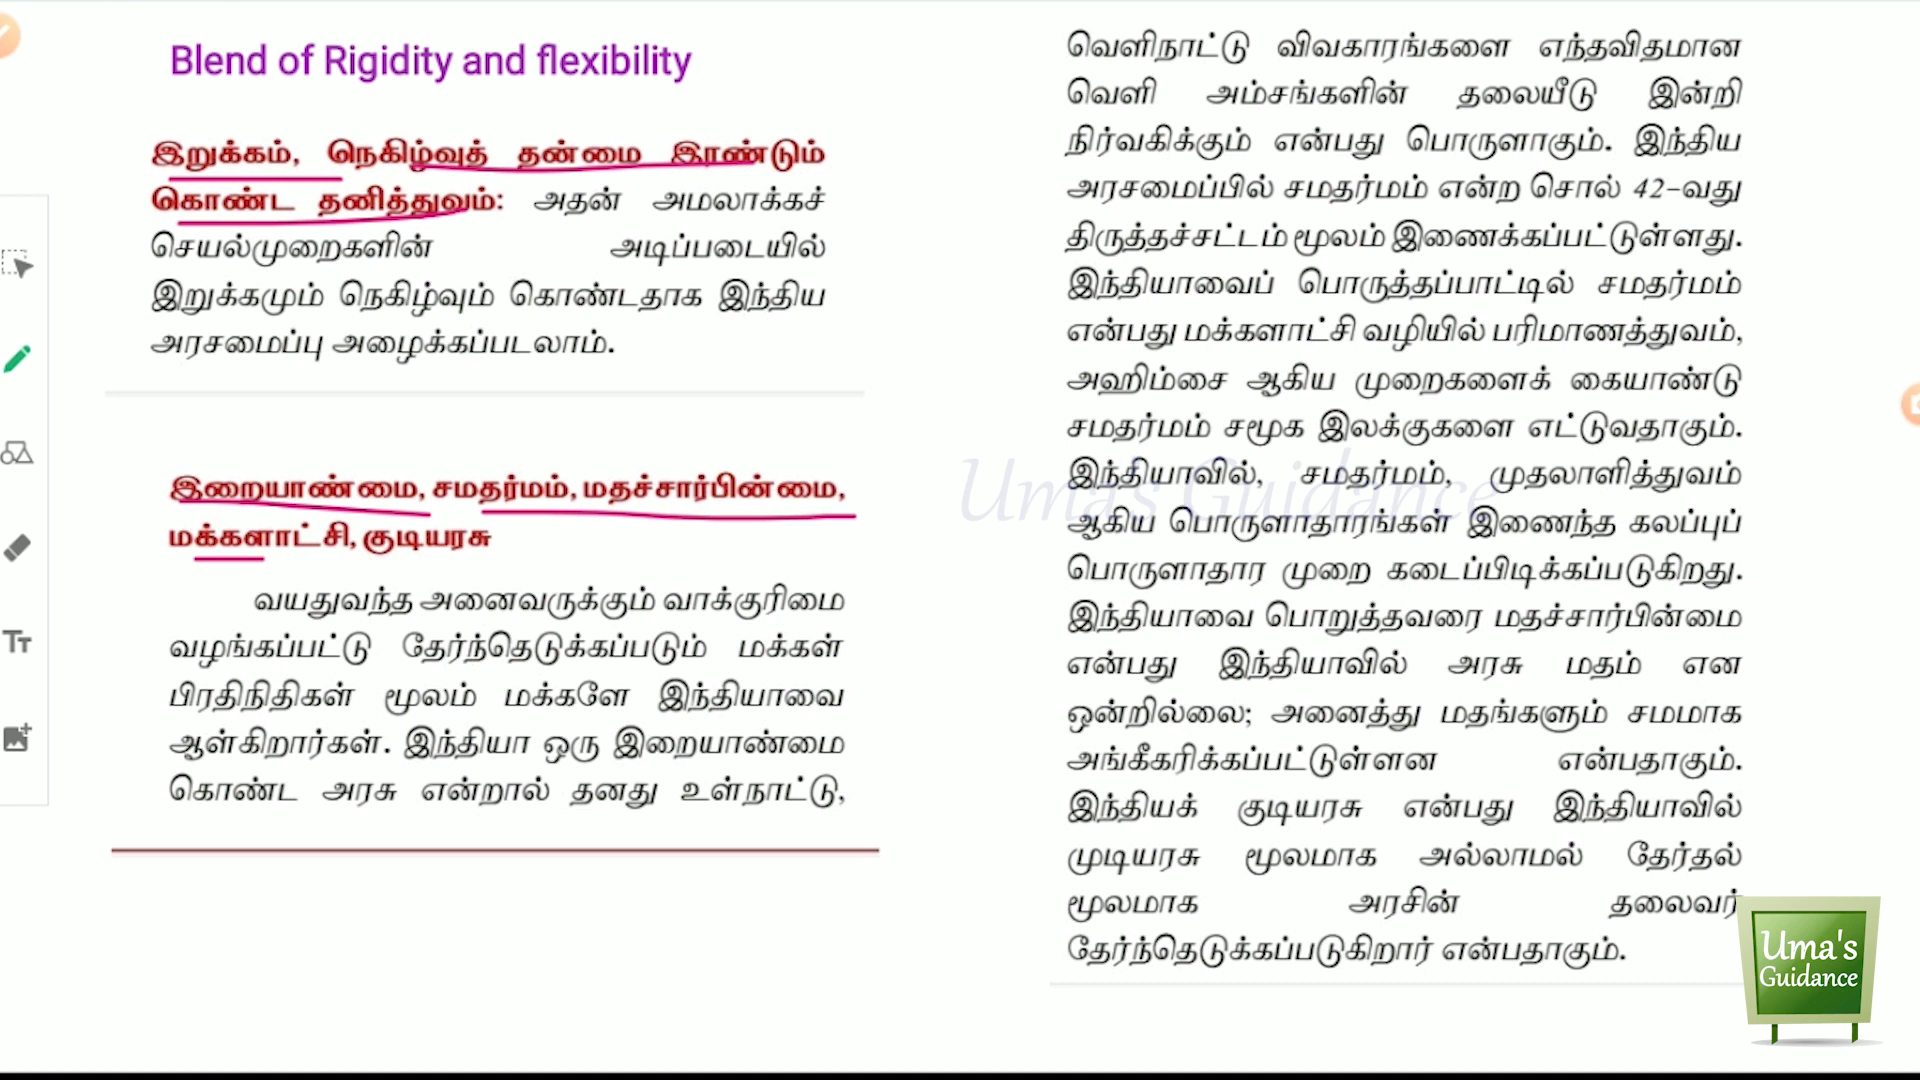 Blend of Rigidity and flexibility
இறுக்கம், நெகிழ்வுத் தன்மை இரண்டும்
கொண்ட தனித்துவம்: அதன் அமலாக்கச்
செயல்முறைகளின் அடிப்படையில்
இறுக்கமும் நெகிழ்வும் கொண்டதாக இந்திய
அரசமைப்பு அழைக்கப்படலாம்.
இறையாண்மை, சமதர்மம், மதச்சார்பின்மை,
மக்களாட்சி, குடியரசு
வயதுவந்த அனைவருக்கும் வாக்குரிமை
வழங்கப்பட்டு தேர்ந்தெடுக்கப்படும் மக்கள்
பிரதிநிதிகள் மூலம் மக்களே இந்தியாவை
ஆள்கிறார்கள். இந்தியா ஒரு இறையாண்மை
கொண்ட அரசு என்றால் தனது உள்நாட்டு,
வெளிநாட்டு விவகாரங்களை எந்தவிதமான
வெளி அம்சங்களின் தலையீடு இன்றி
நிர்வகிக்கும் என்பது பொருளாகும். இந்திய
அரசமைப்பில் சமதர்மம் என்ற சொல் 42-வது
திருத்தச்சட்டம் மூலம் இணைக்கப்பட்டுள்ளது.
இந்தியாவைப் பொருத்தப்பாட்டில் சமதர்மம்
என்பது மக்களாட்சி வழியில் பரிமாணத்துவம்,
அஹிம்சை ஆகிய முறைகளைக் கையாண்டு
சமதர்மம் சமூக இலக்குகளை எட்டுவதாகும்.
இந்தியாவில், சமதர்மம், முதலாளித்துவம்
ஆகிய பொருளாதாரங்கள் இணைந்த கலப்புப்
பொருளாதார முறை கடைப்பிடிக்கப்படுகிறது.
இந்தியாவை பொறுத்தவரை மதச்சார்பின்மை
என்பது இந்தியாவில் அரசு மதம் என
ஒன்றில்லை; அனைத்து மதங்களும் சமமாக
அங்கீகரிக்கப்பட்டுள்ளன என்பதாகும்.
இந்தியக் குடியரசு என்பது இந்தியாவில்
முடியரசு மூலமாக அல்லாமல் தேர்தல்
மூலமாக அரசின் தலைவர்
தேர்ந்தெடுக்கப்படுகிறார் என்பதாகும்.
Uma's Guidance
Uma's
Guidance
Tт